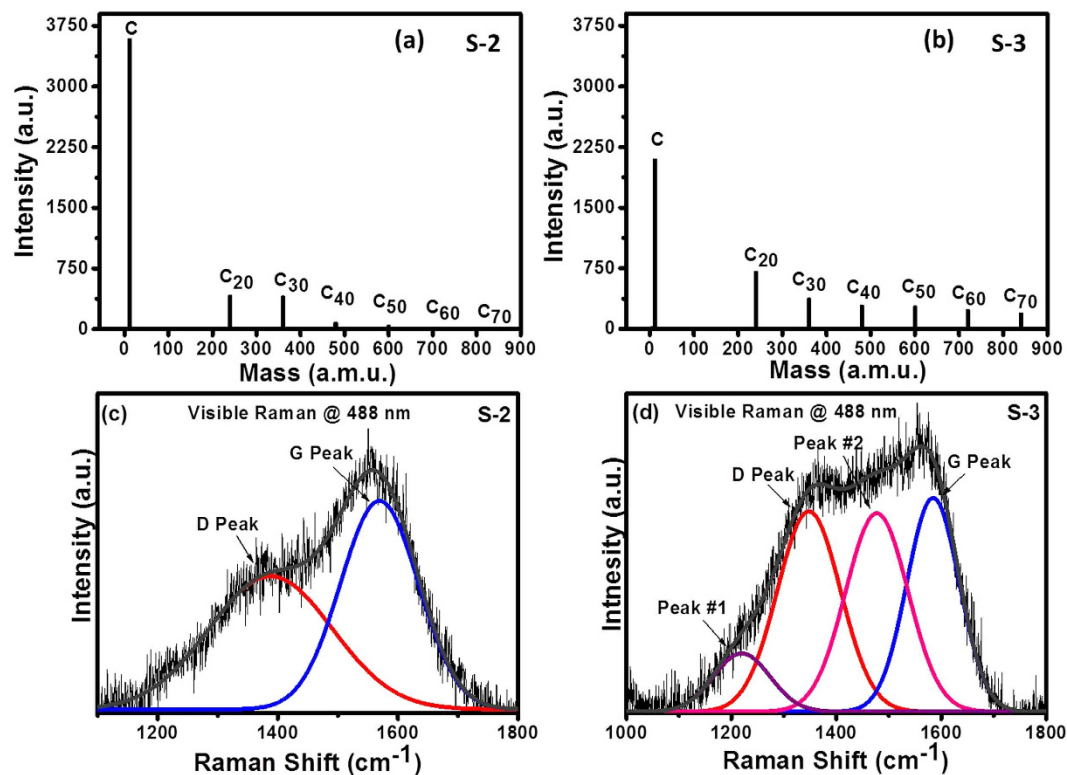 (a) S-2
3750
3000
2250
1500
750
0
Intensity (a.u.)
C
C20
C30
C40
C50
C60
C70
0 100 200 300 400 500 600 700 800 900
Mass (a.m.u.)
(b) S-3
3750
3000
2250
1500
750
0
Intensity (a.u.)
C
C20
C30
C40
C50
C60
C70
0 100 200 300 400 500 600 700 800 900
Mass (a.m.u.)
(c) Visible Raman @ 488 nm S-2
G Peak
D Peak
Intensity (a.u.)
1200 1400 1600 1800
Raman Shift (cm-1)
(d) Visible Raman @ 488 nm S-3
Peak #2
D Peak
G Peak
Peak #1
Intnesity (a.u.)
1000 1200 1400 1600 1800
Raman Shift (cm-1)